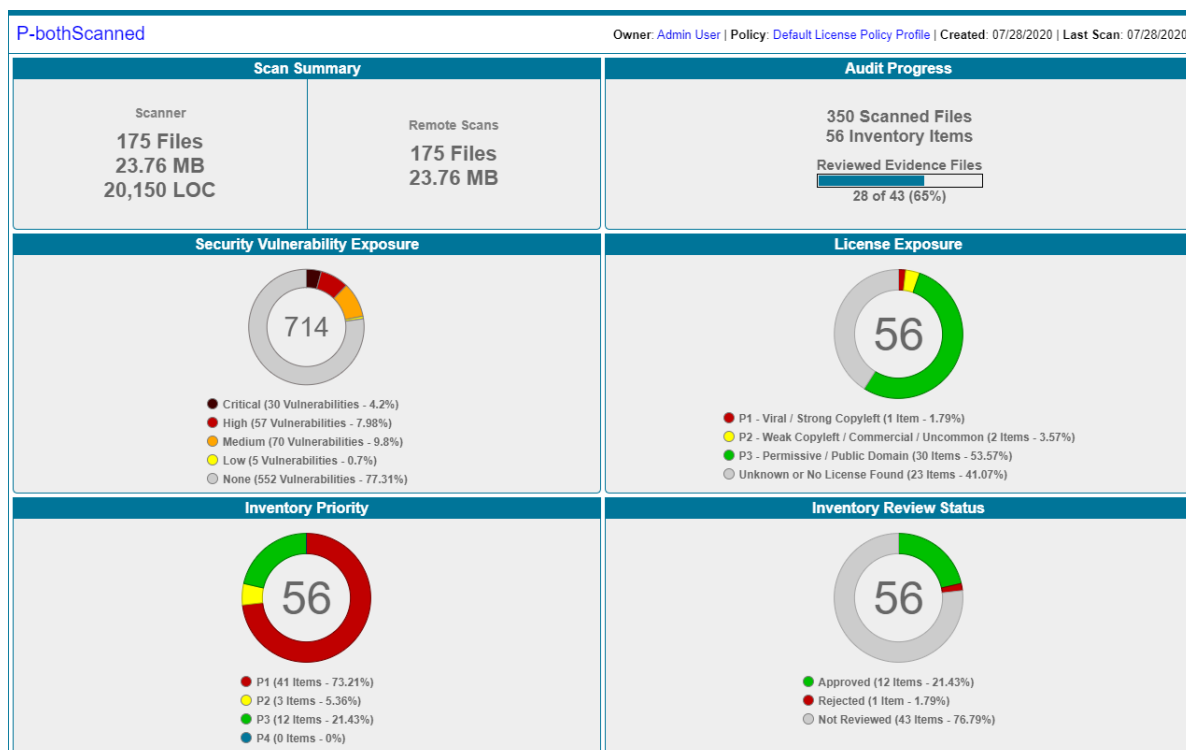 P-bothScanned
Owner: Admin User | Policy: Default License Policy Profile | Created: 07/28/2020 | Last Scan: 07/28/2020
Scan Summary
Scanner
175 Files
23.76 MB
20,150 LOC
Remote Scans
175 Files
23.76 MB
Audit Progress
350 Scanned Files
56 Inventory Items
Reviewed Evidence Files
28 of 43 (65%)
Security Vulnerability Exposure
714
Critical (30 Vulnerabilities - 4.2%)
High (57 Vulnerabilities - 7.98%)
Medium (70 Vulnerabilities - 9.8%)
Low (5 Vulnerabilities - 0.7%)
None (552 Vulnerabilities - 77.31%)
License Exposure
56
P1 - Viral / Strong Copyleft (1 Item - 1.79%)
P2 - Weak Copyleft / Commercial / Uncommon (2 Items - 3.57%)
P3 - Permissive / Public Domain (30 Items - 53.57%)
Unknown or No License Found (23 Items - 41.07%)
Inventory Priority
56
P1 (41 Items - 73.21%)
P2 (3 Items - 5.36%)
P3 (12 Items - 21.43%)
P4 (0 Items - 0%)
Inventory Review Status
56
Approved (12 Items - 21.43%)
Rejected (1 Item - 1.79%)
Not Reviewed (43 Items - 76.79%)